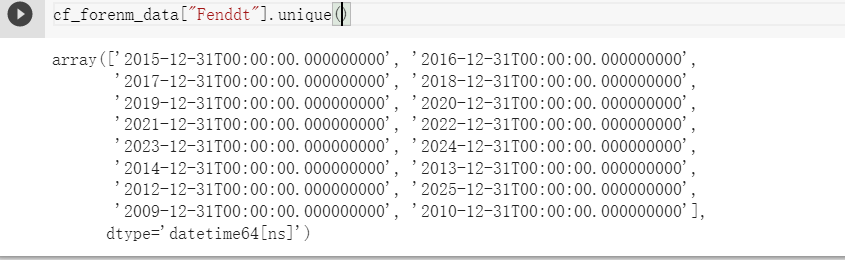 cf_forenm_data["Fenddt"].unique()
array(['2015-12-31T00:00:00.000000000', '2016-12-31T00:00:00.000000000',
'2017-12-31T00:00:00.000000000', '2018-12-31T00:00:00.000000000',
'2019-12-31T00:00:00.000000000', '2020-12-31T00:00:00.000000000',
'2021-12-31T00:00:00.000000000', '2022-12-31T00:00:00.000000000',
'2023-12-31T00:00:00.000000000', '2024-12-31T00:00:00.000000000',
'2014-12-31T00:00:00.000000000', '2013-12-31T00:00:00.000000000',
'2012-12-31T00:00:00.000000000', '2025-12-31T00:00:00.000000000',
'2009-12-31T00:00:00.000000000', '2010-12-31T00:00:00.000000000'],
dtype='datetime64[ns]')